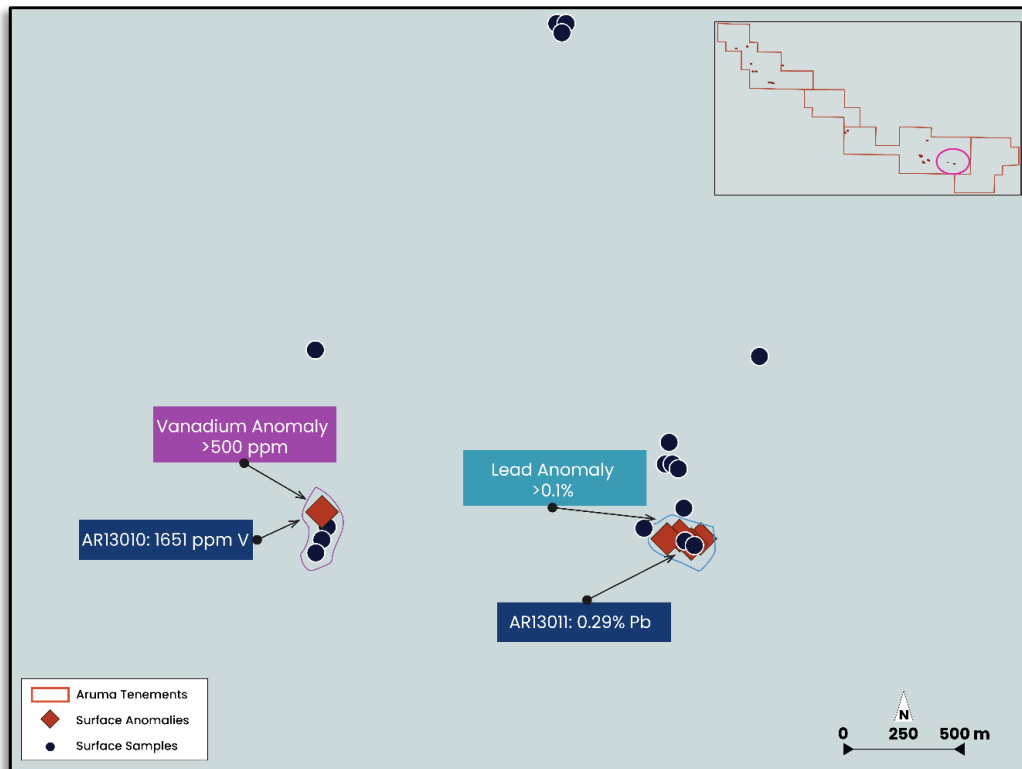 Vanadium Anomaly
>500 ppm
Lead Anomaly
>0.1%
AR13010: 1651 ppm V
AR13011: 0.29% Pb
Aruma Tenements
Surface Anomalies
Surface Samples
N
0 250 500 m